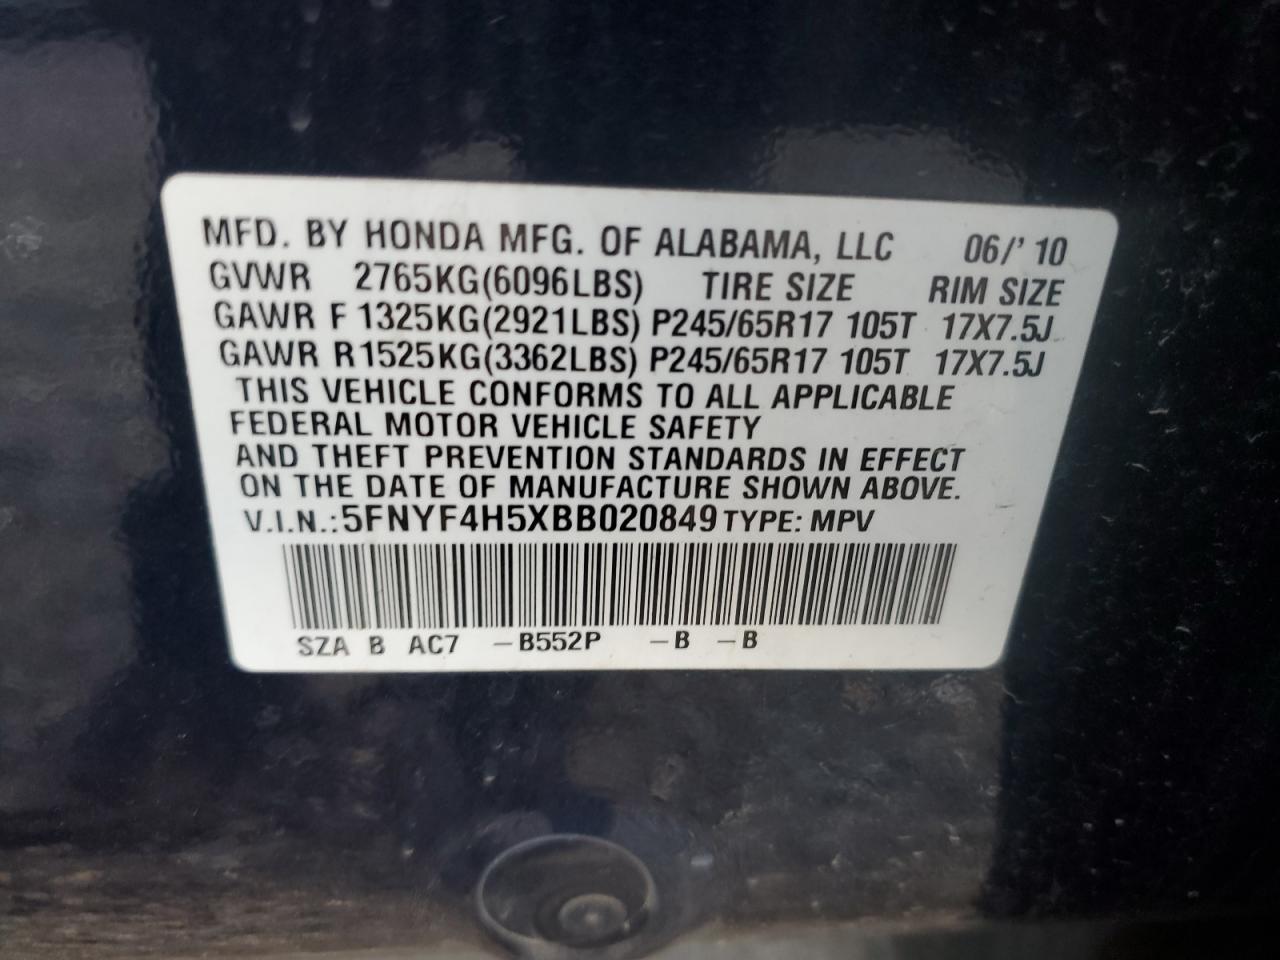 MFD. BY HONDA MFG. OF ALABAMA, LLC 06/' 10
GVWR 2765KG(6096LBS) TIRE SIZE RIM SIZE
GAWR F 1325KG(2921LBS) P245/65R17 105T 17X7.5J
GAWR R 1525KG(3362LBS) P245/65R17 105T 17X7.5J
THIS VEHICLE CONFORMS TO ALL APPLICABLE
FEDERAL MOTOR VEHICLE SAFETY
AND THEFT PREVENTION STANDARDS IN EFFECT
ON THE DATE OF MANUFACTURE SHOWN ABOVE.
V.I.N.:5FNYF4H5XBB020849 TYPE: MPV
SZA B AC7 -B552P -B -B